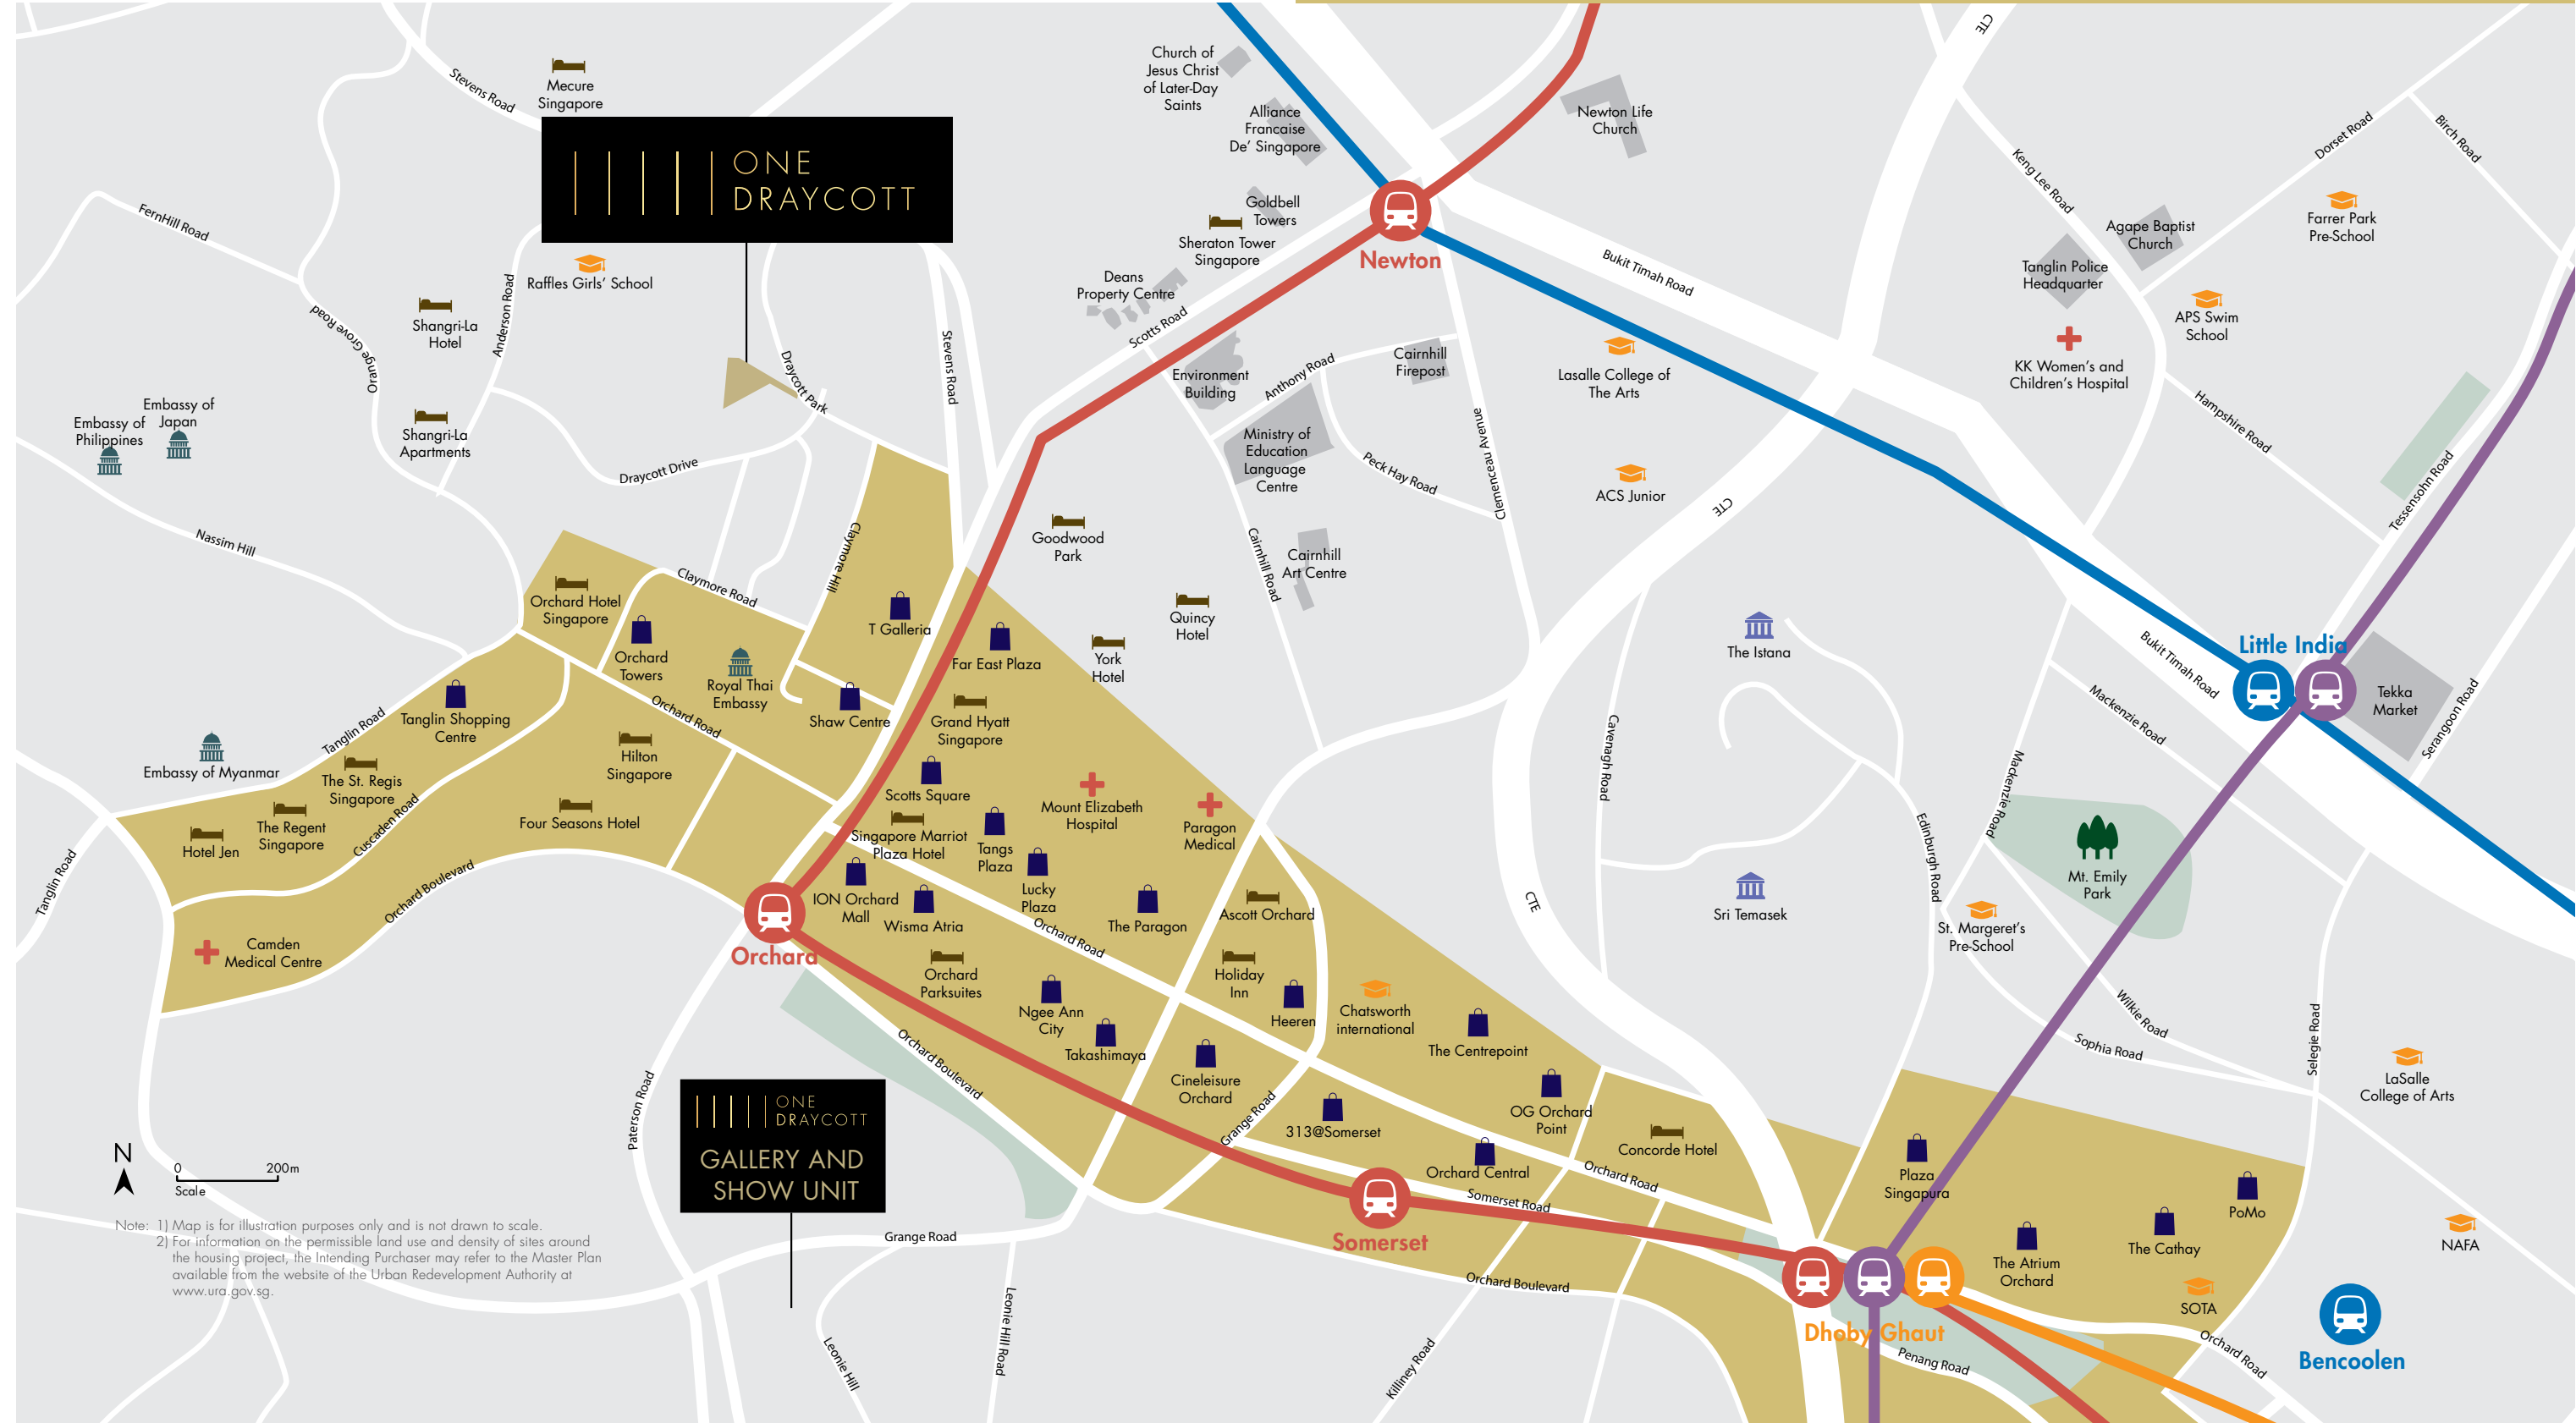 CTE
Stevens Road
Mecure
Singapore
Church of
Jesus Christ
of Later-Day
Saints
Alliance
Francaise
De’ Singapore
Newton Life
Church
Dorset Road
Birch Road
Keng Lee Road
ONE
DRAYCOTT
FernHill Road
Goldbell
Towers
Sheraton Tower
Singapore
Newton
Bukit Timah Road
Agape Baptist
Church
Farrer Park
Pre-School
Tanglin Police
Headquarter
Raffles Girls’ School
Deans
Property Centre
Scotts Road
APS Swim
School
Orange Grove Road
Shangri-La
Hotel
Anderson Road
Stevens Road
Draycott Park
Environment
Building
Anthony Road
Cairnhill
Firepost
Lasalle College of
The Arts
KK Women’s and
Children’s Hospital
Hampshire Road
Embassy of
Philippines
Embassy of
Japan
Shangri-La
Apartments
Draycott Drive
Ministry of
Education
Language
Centre
Peck Hay Road
Clemenceau Avenue
ACS Junior
CTE
Tessensohn Road
Nassim Hill
Claymore Hill
Goodwood
Park
Cairnhill Road
Cairnhill
Art Centre
Orchard Hotel
Singapore
Claymore Road
T Galleria
Quincy
Hotel
York
Hotel
The Istana
Little India
Bukit Timah Road
Tekka
Market
Serangoon Road
Mackenzie Road
Orchard
Towers
Royal Thai
Embassy
Far East Plaza
Shaw Centre
Grand Hyatt
Singapore
Tanglin Shopping
Centre
Tanglin Road
Orchard Road
Hilton
Singapore
Cavenagh Road
Mackenzie Road
Embassy of Myanmar
The St. Regis
Singapore
The Regent
Singapore
Hotel Jen
Cuscaden Road
Four Seasons Hotel
Scotts Square
Singapore Marriot
Plaza Hotel
Tangs
Plaza
Mount Elizabeth
Hospital
Paragon
Medical
Edinburgh Road
Mt. Emily
Park
Tanglin Road
Orchard Boulevard
Camden
Medical Centre
Orchard
ION Orchard
Mall
Wisma Atria
Lucky
Plaza
The Paragon
Orchard Road
Ascott Orchard
CTE
Sri Temasek
St. Margeret’s
Pre-School
Orchard
Parksuites
Ngee Ann
City
Takashimaya
Holiday
Inn
Heeren
Chatsworth
international
The Centrepoint
Wilkie Road
Sophia Road
Selegie Road
LaSalle
College of Arts
Orchard Boulevard
Cineleisure
Orchard
Grange Road
313@Somerset
OG Orchard
Point
Orchard Central
Concorde Hotel
Orchard Road
Somerset Road
Somerset
Plaza
Singapura
PoMo
The Cathay
The Atrium
Orchard
NAFA
SOTA
Paterson Road
ONE
DRAYCOTT
GALLERY AND
SHOW UNIT
Grange Road
Orchard Boulevard
Dhoby Ghaut
Penang Road
Orchard Road
Bencoolen
Leonie Hill
Leonie Hill Road
Killiney Road
N
0 200m
Scale
Note: 1) Map is for illustration purposes only and is not drawn to scale.
2) For information on the permissible land use and density of sites around
the housing project, the Intending Purchaser may refer to the Master Plan
available from the website of the Urban Redevelopment Authority at
www.ura.gov.sg.